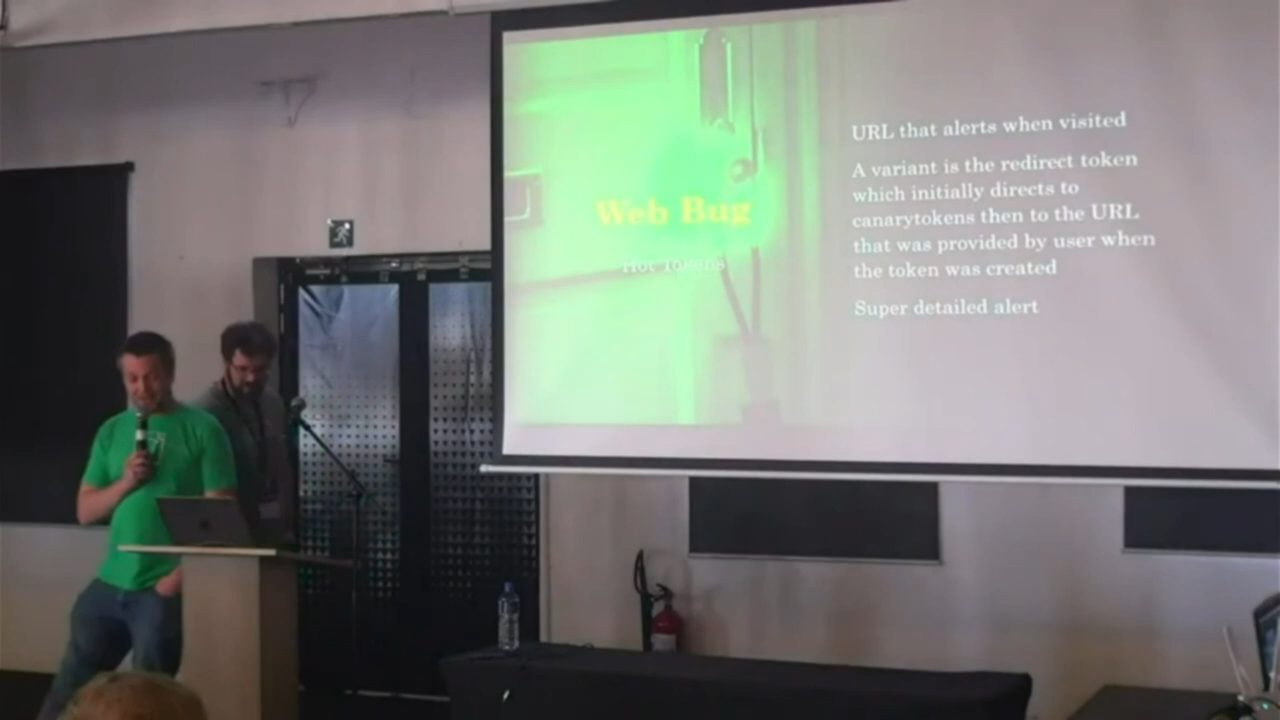 Web Bug
Hot Tokens
URL that alerts when visited
A variant is the redirect token
which initially directs to
canarytokens then to the URL
that was provided by user when
the token was created
Super detailed alert